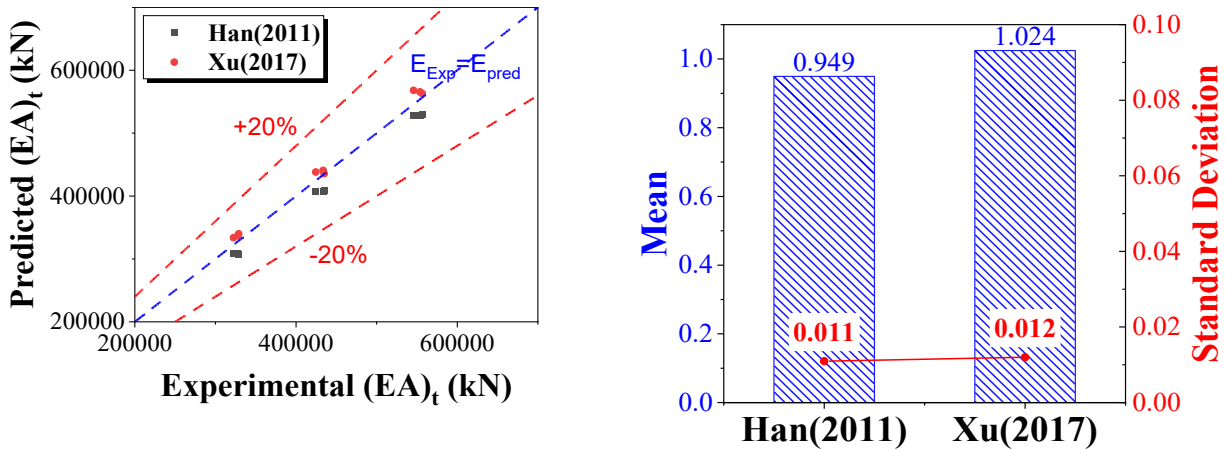 Han(2011)
Xu(2017)
E_Exp=E_pred
+20%
-20%
600000
400000
200000
200000
400000
600000
Predicted (EA)_t (kN)
Experimental (EA)_t (kN)
0.949
1.024
0.011
0.012
1.0
0.8
0.6
0.4
0.2
0.0
Mean
0.10
0.08
0.06
0.04
0.02
0.00
Standard Deviation
Han(2011)
Xu(2017)